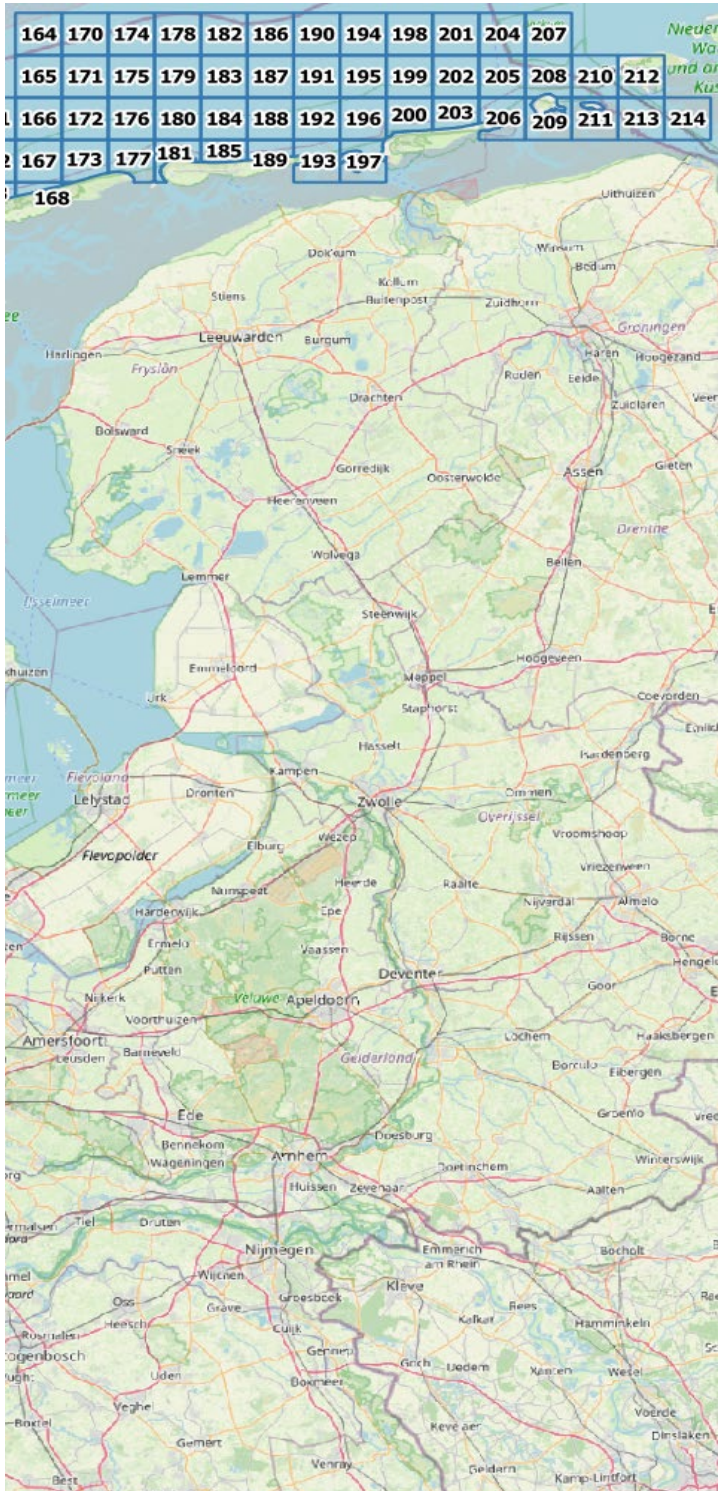 164 170 174 178 182 186 190 194 198 201 204 207
165 171 175 179 183 187 191 195 199 202 205 208 210 212
166 172 176 180 184 188 192 196 200 203 206 209 211 213 214
167 173 177 181 185 189 193 197
168
Uithuizen
Winsum
Dokkum
Bedum
Kollum
Stiens
Buitenpost
Zuidhorn
Groningen
Leeuwarden
Burgum
Harlingen
Haren
Hoogezand
Fryslân
Roden
Eelde
Drachten
Zuidlaren
Bolsward
Sneek
Gorredijk
Oosterwolde
Assen
Gieten
Heerenveen
Drenthe
Wolvega
Beilen
Lemmer
IJsselmeer
Steenwijk
Hoogeveen
Emmeloord
Meppel
Urk
Staphorst
Coevorden
Hasselt
Hardenberg
Kampen
Flevoland
Lelystad
Dronten
Zwolle
Ommen
Overijssel
Vroomshoop
Wezep
Elburg
Flevopolder
Vriezenveen
Nunspeet
Heerde
Raalte
Nijverdal
Almelo
Harderwijk
Epe
Ermelo
Vaassen
Rijssen
Borne
Putten
Deventer
Goor
Nijkerk
Veluwe
Apeldoorn
Voorthuizen
Amersfoort
Lochem
Haaksbergen
Leusden
Barneveld
Gelderland
Borculo
Eibergen
Ede
Groenlo
Bennekom
Doesburg
Wageningen
Arnhem
Winterswijk
Doetinchem
Huissen
Zevenaar
Aalten
Tiel
Druten
Nijmegen
Emmerich
am Rhein
Bocholt
Wijchen
Kleve
Oss
Groesbeek
Rees
Heesch
Grave
Kalkar
Hamminkeln
Cuijk
Rosmalen
Gennep
Goch
Uedem
Xanten
Wesel
Uden
Boxmeer
Veghel
Voerde
Kevelaer
Gemert
Dinslaken
Venray
Geldern
Best
Kamp-Lintfort